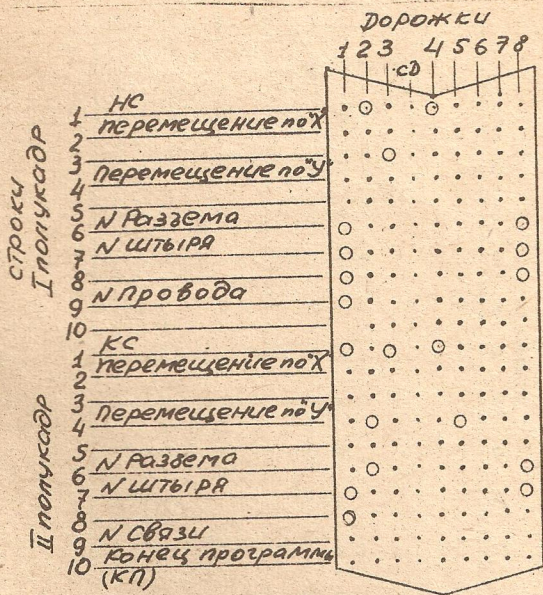 Дорожки
1 2 3 4 5 6 7 8
СД
строки
I полукадр
1 НС
перемещение по "X"
2
3
перемещение по "У"
4
5
6 N Разъема
7 N штыря
8
9 N Провода
10
II полукадр
1 КС
2 перемещение по "X"
3
4 перемещение по "У"
5
6 N Разъема
7 N штыря
8
9 N Связи
10 Конец программы
(КП)